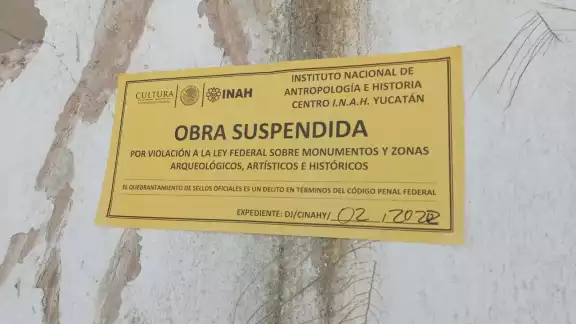 CULTURA
INAH
INSTITUTO NACIONAL DE
ANTROPOLOGÍA E HISTORIA
CENTRO I.N.A.H. YUCATÁN
OBRA SUSPENDIDA
POR VIOLACIÓN A LA LEY FEDERAL SOBRE MONUMENTOS Y ZONAS
ARQUEOLÓGICOS, ARTÍSTICOS E HISTÓRICOS
EL QUEBRANTAMIENTO DE SELLOS OFICIALES ES UN DELITO EN TÉRMINOS DEL CÓDIGO PENAL FEDERAL
EXPEDIENTE: DJ/CINAHY/ 02 , 2022